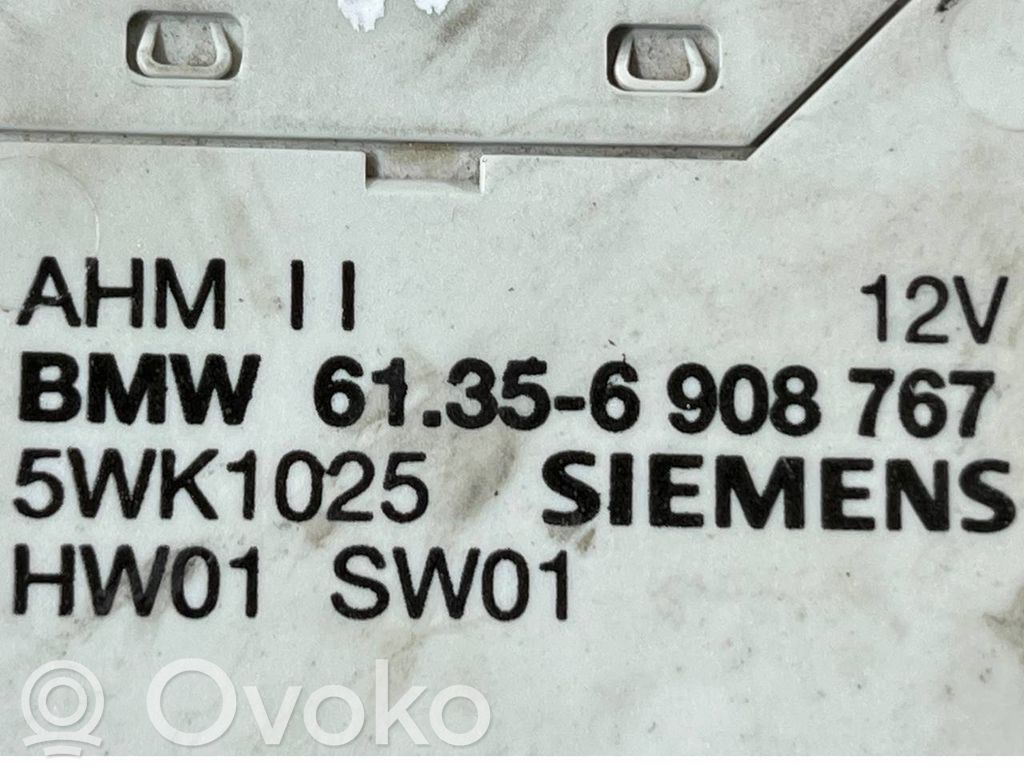 AHM II 12V
BMW 61.35-6 908 767
5WK1025 SIEMENS
HW01 SW01
Ovoko